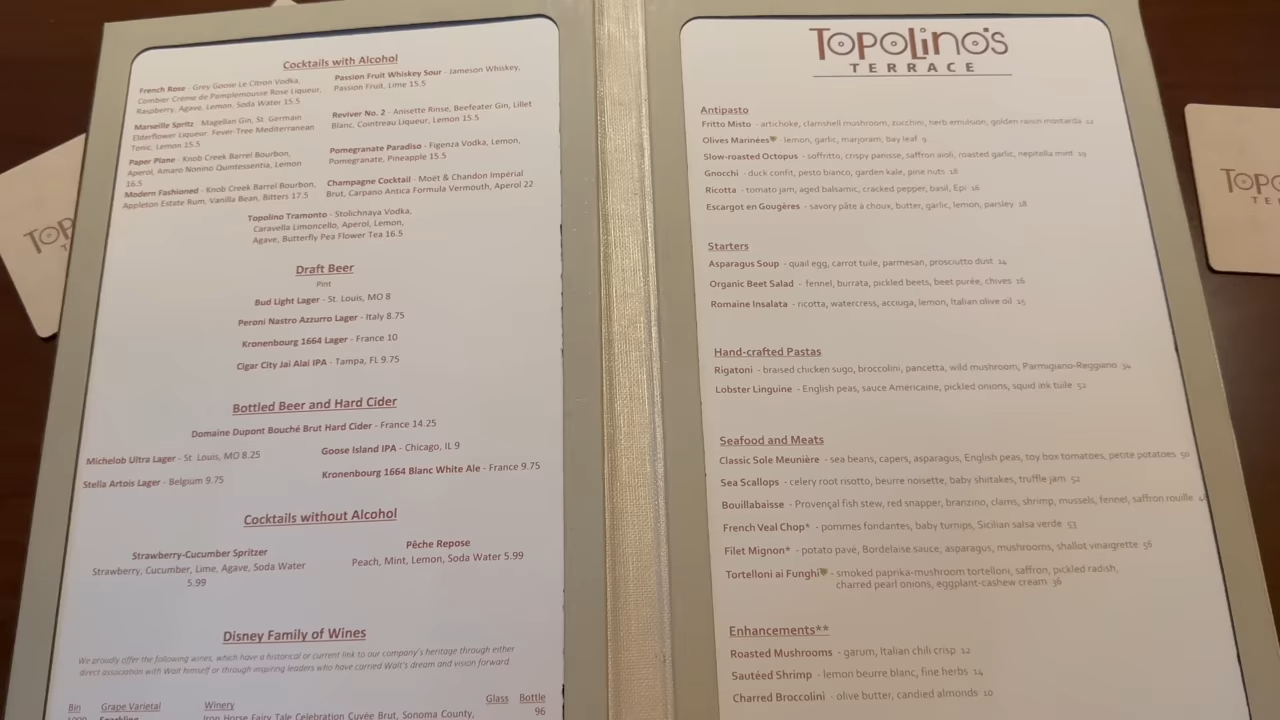 Cocktails with Alcohol
French Rose - Grey Goose Le Citron Vodka,
Combier Crème de Pamplemousse Rose Liqueur,
Raspberry, Agave, Lemon, Soda Water 15.5
Marseille Spritz - Magellan Gin, St. Germain
Elderflower Liqueur, Fever-Tree Mediterranean
Tonic, Lemon 15.5
Paper Plane - Knob Creek Barrel Bourbon,
Aperol, Amaro Nonino Quintessentia, Lemon
16.5
Modern Fashioned - Knob Creek Barrel Bourbon,
Appleton Estate Rum, Vanilla Bean, Bitters 17.5
Passion Fruit Whiskey Sour - Jameson Whiskey,
Passion Fruit, Lime 15.5
Reviver No. 2 - Anisette Rinse, Beefeater Gin, Lillet
Blanc, Cointreau Liqueur, Lemon 15.5
Pomegranate Paradiso - Figenza Vodka, Lemon,
Pomegranate, Pineapple 15.5
Champagne Cocktail - Moët & Chandon Impérial
Brut, Carpano Antica Formula Vermouth, Aperol 22
Topolino Tramonto - Stolichnaya Vodka,
Caravella Limoncello, Aperol, Lemon,
Agave, Butterfly Pea Flower Tea 16.5
Draft Beer
Pint
Bud Light Lager - St. Louis, MO 8
Peroni Nastro Azzurro Lager - Italy 8.75
Kronenbourg 1664 Lager - France 10
Cigar City Jai Alai IPA - Tampa, FL 9.75
Bottled Beer and Hard Cider
Domaine Dupont Bouché Brut Hard Cider - France 14.25
Michelob Ultra Lager - St. Louis, MO 8.25
Goose Island IPA - Chicago, IL 9
Stella Artois Lager - Belgium 9.75
Kronenbourg 1664 Blanc White Ale - France 9.75
Cocktails without Alcohol
Strawberry-Cucumber Spritzer
Strawberry, Cucumber, Lime, Agave, Soda Water
5.99
Pêche Repose
Peach, Mint, Lemon, Soda Water 5.99
Disney Family of Wines
We proudly offer the following wines, which have a historical or current link to our company's heritage through either
direct association with Walt himself or through inspiring leaders who have carried Walt's dream and vision forward
Bin Grape Varietal Winery Glass Bottle
Iron Horse Fairy Tale Celebration Cuvée Brut, Sonoma County, 96
TOPOLINO'S
TERRACE
Antipasto
Fritto Misto - artichoke, clamshell mushroom, zucchini, herb emulsion, golden raisin mostarda 12
Olives Marinées - lemon, garlic, marjoram, bay leaf 9
Slow-roasted Octopus - soffritto, crispy panisse, saffron aioli, roasted garlic, nepitella mint 19
Gnocchi - duck confit, pesto bianco, garden kale, pine nuts 18
Ricotta - tomato jam, aged balsamic, cracked pepper, basil, Epi 16
Escargot en Gougères - savory pâte à choux, butter, garlic, lemon, parsley 18
Starters
Asparagus Soup - quail egg, carrot tuile, parmesan, prosciutto dust 14
Organic Beet Salad - fennel, burrata, pickled beets, beet purée, chives 16
Romaine Insalata - ricotta, watercress, acciuga, lemon, Italian olive oil 15
Hand-crafted Pastas
Rigatoni - braised chicken sugo, broccolini, pancetta, wild mushroom, Parmigiano-Reggiano 34
Lobster Linguine - English peas, sauce Americaine, pickled onions, squid ink tuile 52
Seafood and Meats
Classic Sole Meunière - sea beans, capers, asparagus, English peas, toy box tomatoes, petite potatoes 50
Sea Scallops - celery root risotto, beurre noisette, baby shiitakes, truffle jam 52
Bouillabaisse - Provençal fish stew, red snapper, branzino, clams, shrimp, mussels, fennel, saffron rouille
French Veal Chop* - pommes fondantes, baby turnips, Sicilian salsa verde 53
Filet Mignon* - potato pavé, Bordelaise sauce, asparagus, mushrooms, shallot vinaigrette 56
Tortelloni ai Funghi - smoked paprika-mushroom tortelloni, saffron, pickled radish,
charred pearl onions, eggplant-cashew cream 36
Enhancements**
Roasted Mushrooms - garum, Italian chili crisp 12
Sautéed Shrimp - lemon beurre blanc, fine herbs 14
Charred Broccolini - olive butter, candied almonds 10